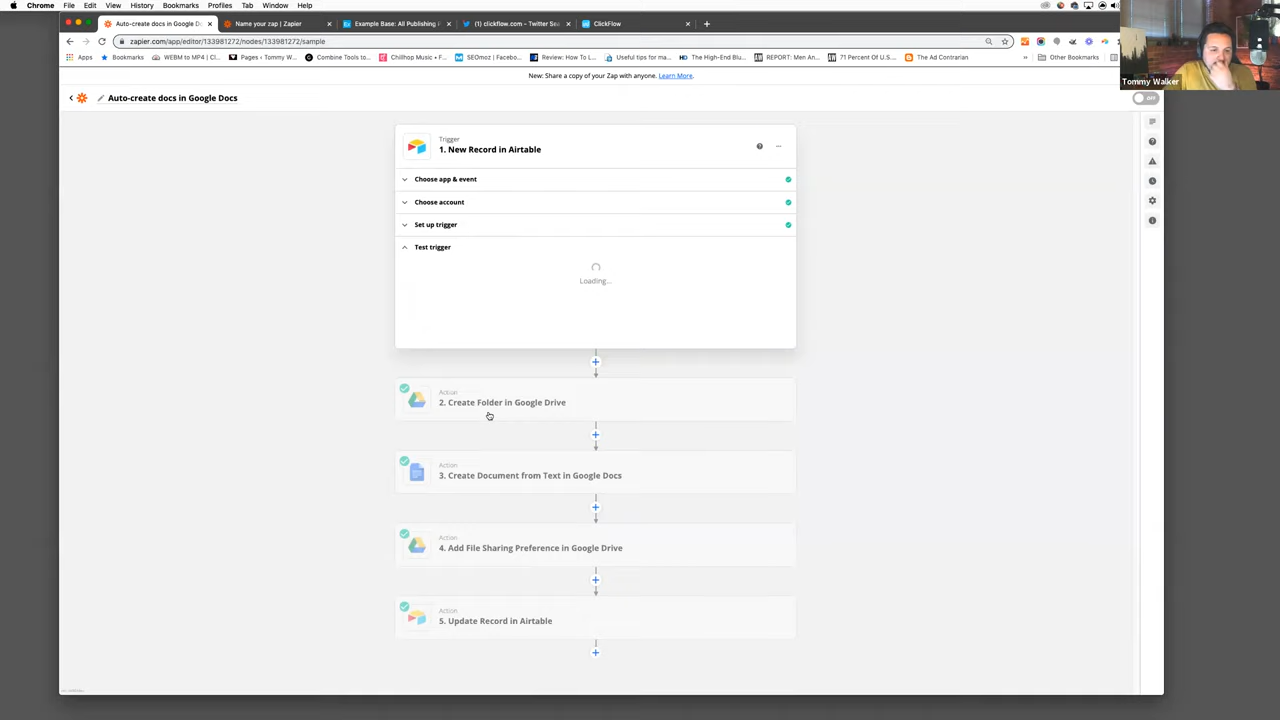 Chrome File Edit View History Bookmarks Profiles Tab Window Help
Auto-create docs in Google Do
Name your zap | Zapier
Example Base: All Publishing P
(1) clickflow.com - Twitter Sea
ClickFlow
zapier.com/app/editor/133981272/nodes/133981272/sample
Apps
Bookmarks
WEBM to MP4 | Cl...
Pages ‹ Tommy W...
Combine Tools to...
Chillhop Music • F...
SEOmoz | Facebo...
Useful tips for ma...
The High-End Blu...
Review: How To L...
REPORT: Men An...
71 Percent Of U.S...
The Ad Contrarian
Other Bookmarks
Tommy Walker
New: Share a copy of your Zap with anyone. Learn More.
Auto-create docs in Google Docs
OFF
Trigger
1. New Record in Airtable
Choose app & event
Choose account
Set up trigger
Test trigger
Loading...
Action
2. Create Folder in Google Drive
Action
3. Create Document from Text in Google Docs
Action
4. Add File Sharing Preference in Google Drive
Action
5. Update Record in Airtable